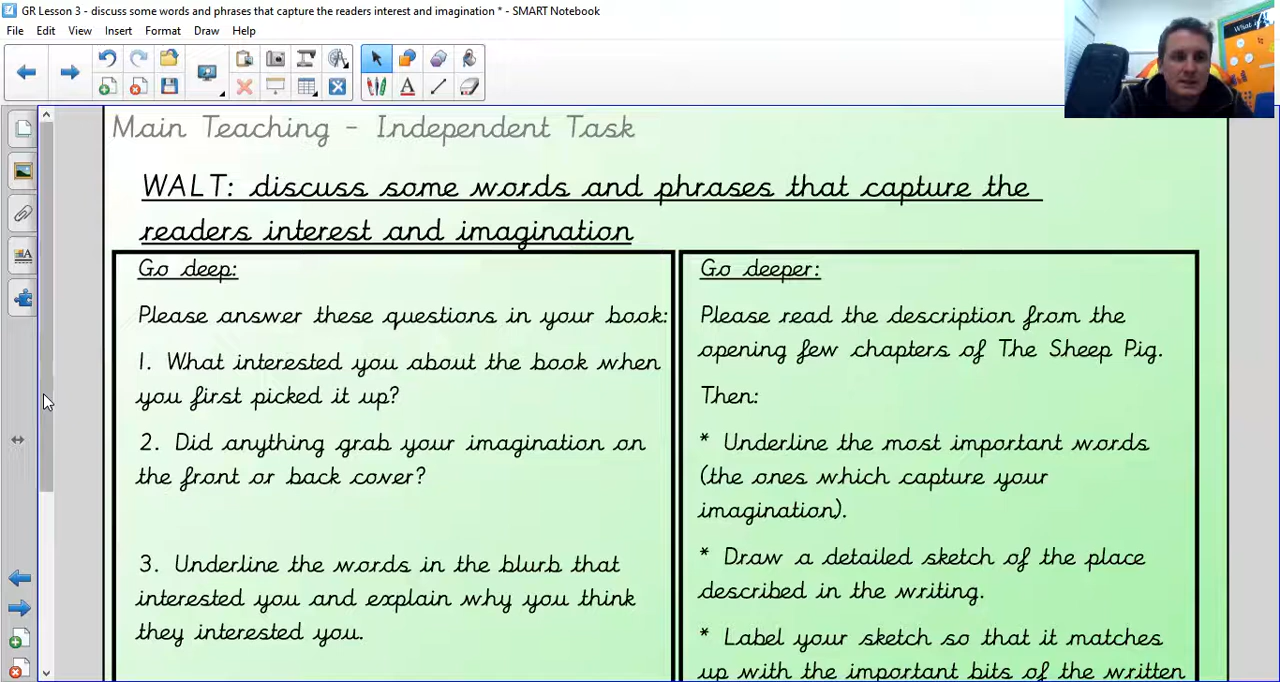 GR Lesson 3 - discuss some words and phrases that capture the readers interest and imagination * - SMART Notebook
File Edit View Insert Format Draw Help
Main Teaching - Independent Task
WALT: discuss some words and phrases that capture the
readers interest and imagination
Go deep:
Please answer these questions in your book:
1. What interested you about the book when
you first picked it up?
2. Did anything grab your imagination on
the front or back cover?
3. Underline the words in the blurb that
interested you and explain why you think
they interested you.
Go deeper:
Please read the description from the
opening few chapters of The Sheep Pig.
Then:
* Underline the most important words
(the ones which capture your
imagination).
* Draw a detailed sketch of the place
described in the writing.
* Label your sketch so that it matches
up with the important bits of the written